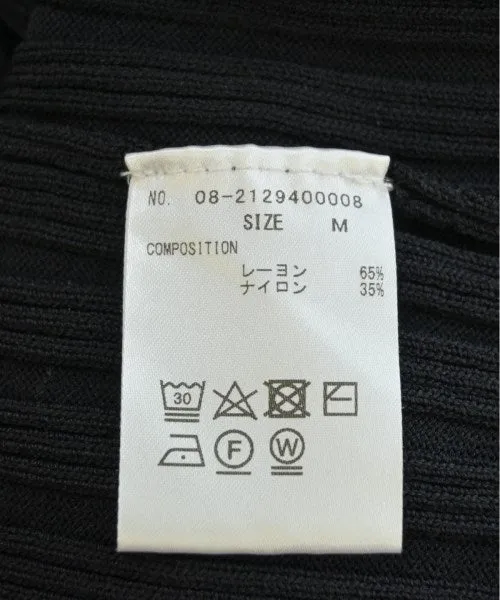 NO. 08-2129400008
SIZE M
COMPOSITION
レーヨン 65%
ナイロン 35%
30
F W